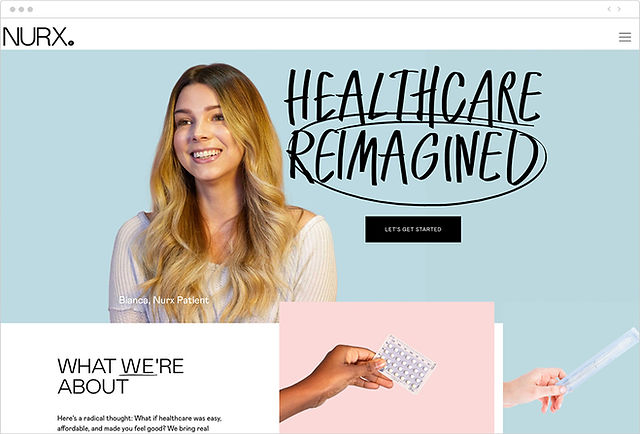 NURX.
HEALTHCARE
REIMAGINED
LET'S GET STARTED
Bianca, Nurx Patient
WHAT WE'RE
ABOUT
Here's a radical thought: What if healthcare was easy,
affordable, and made you feel good? We bring real